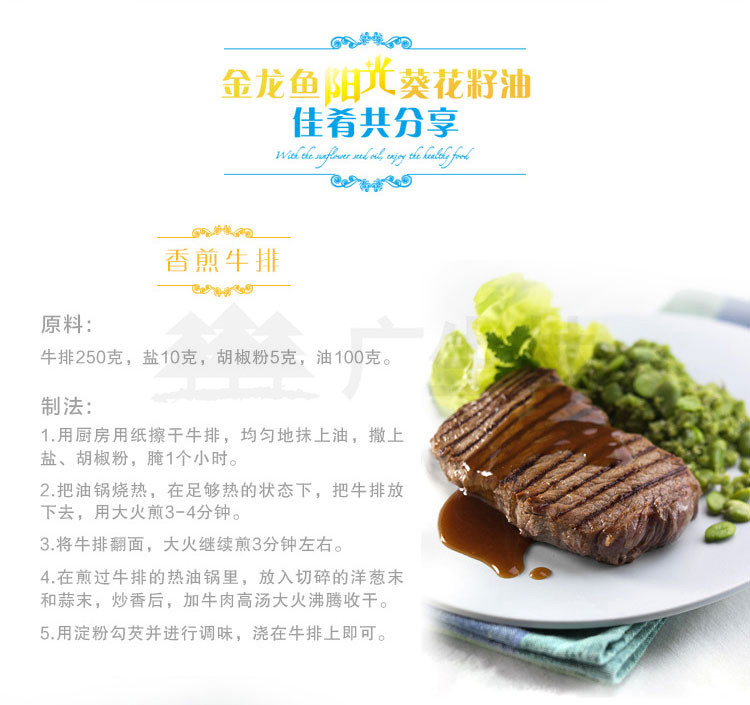 金龙鱼阳光葵花籽油
佳肴共分享
With the sunflower seed oil, enjoy the healthy food
香煎牛排
原料：
牛排250克，盐10克，胡椒粉5克，油100克。
制法：
1.用厨房用纸擦干牛排，均匀地抹上油，撒上
盐、胡椒粉，腌1个小时。
2.把油锅烧热，在足够热的状态下，把牛排放
下去，用大火煎3-4分钟。
3.将牛排翻面，大火继续煎3分钟左右。
4.在煎过牛排的热油锅里，放入切碎的洋葱末
和蒜末，炒香后，加牛肉高汤大火沸腾收干。
5.用淀粉勾芡并进行调味，浇在牛排上即可。